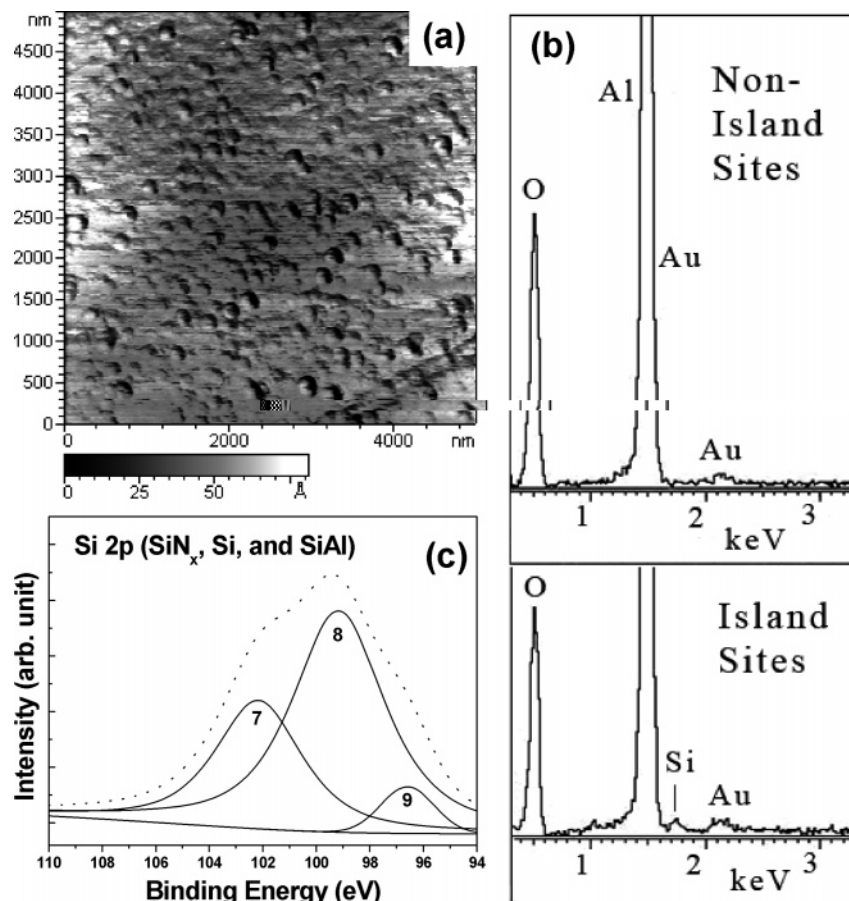 nm
(a)
4500
4000
3500
3000
2500
2000
1500
1000
500
0
0 2000 4000 nm
0 25 50 Å
(b)
Non-
Island
Sites
Al
O
Au
Au
1 2 3
keV
Si 2p (SiNx, Si, and SiAl)
(c)
Intensity (arb. unit)
8
7
9
110 108 106 104 102 100 98 96 94
Binding Energy (eV)
O
Island
Sites
Si
Au
1 2 3
keV